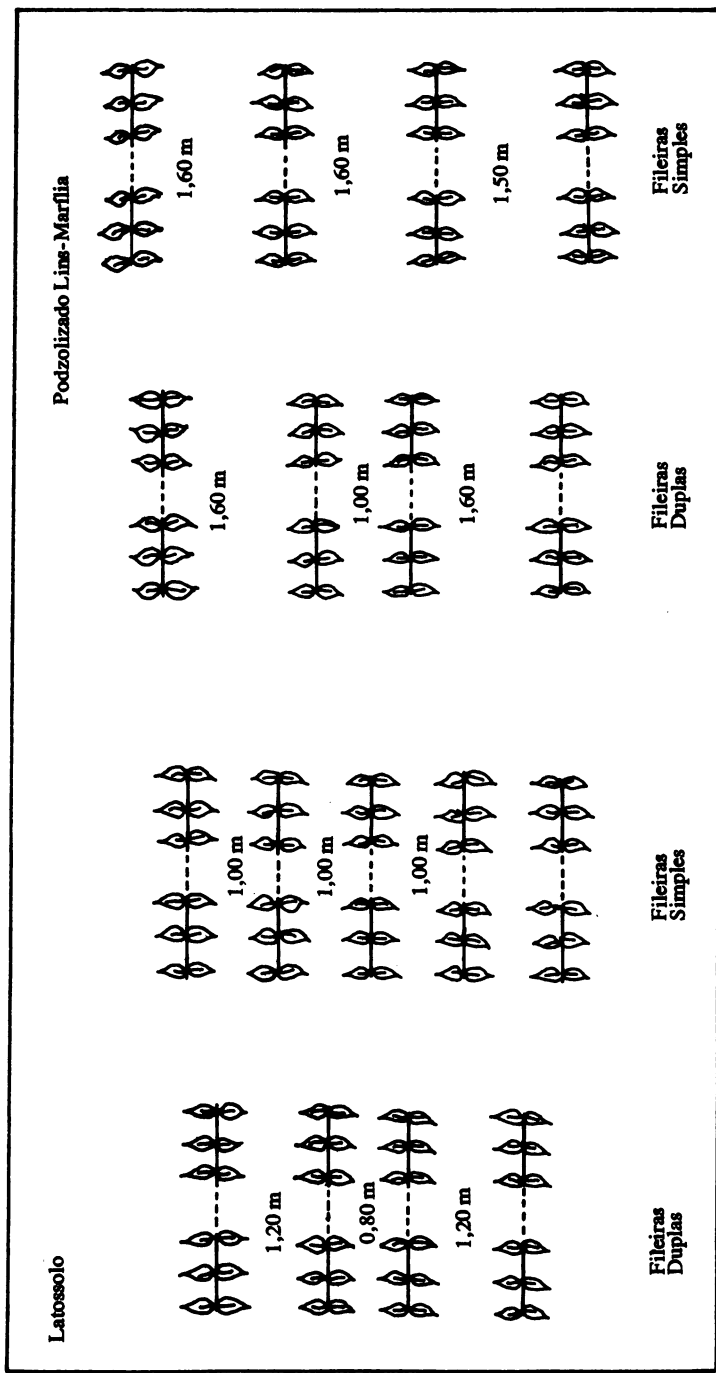 Latossolo
Podzolizado Lins-Marília
1,20 m
0,80 m
1,20 m
Fileiras
Duplas
1,00 m
1,00 m
1,00 m
Fileiras
Simples
1,60 m
1,00 m
1,60 m
Fileiras
Duplas
1,60 m
1,60 m
1,50 m
Fileiras
Simples